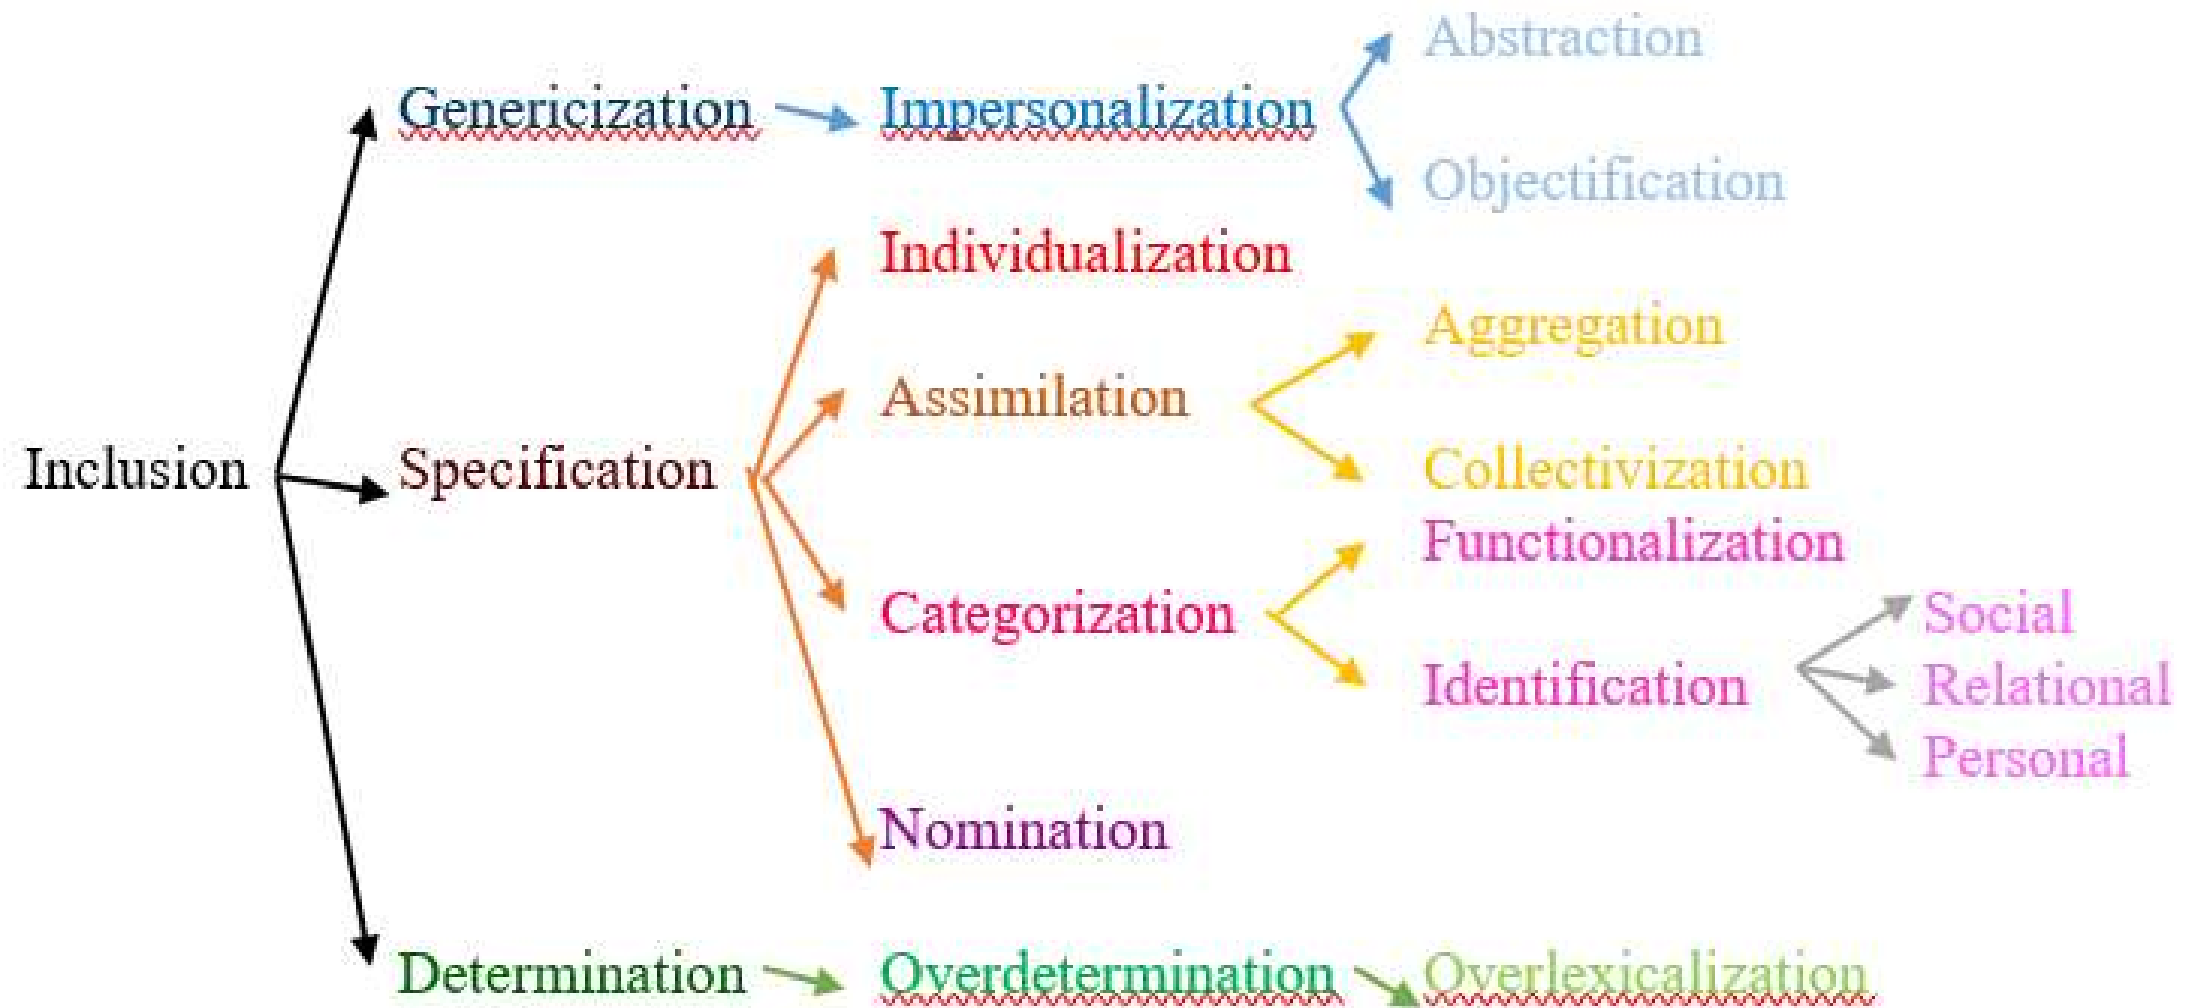 Abstraction
Genericization Impersonalization
Objectification
Individualization
Aggregation
Assimilation
Inclusion Specification Collectivization
Functionalization
Categorization Social
Identification Relational
Personal
Nomination
Determination Overdetermination Overlexicalization